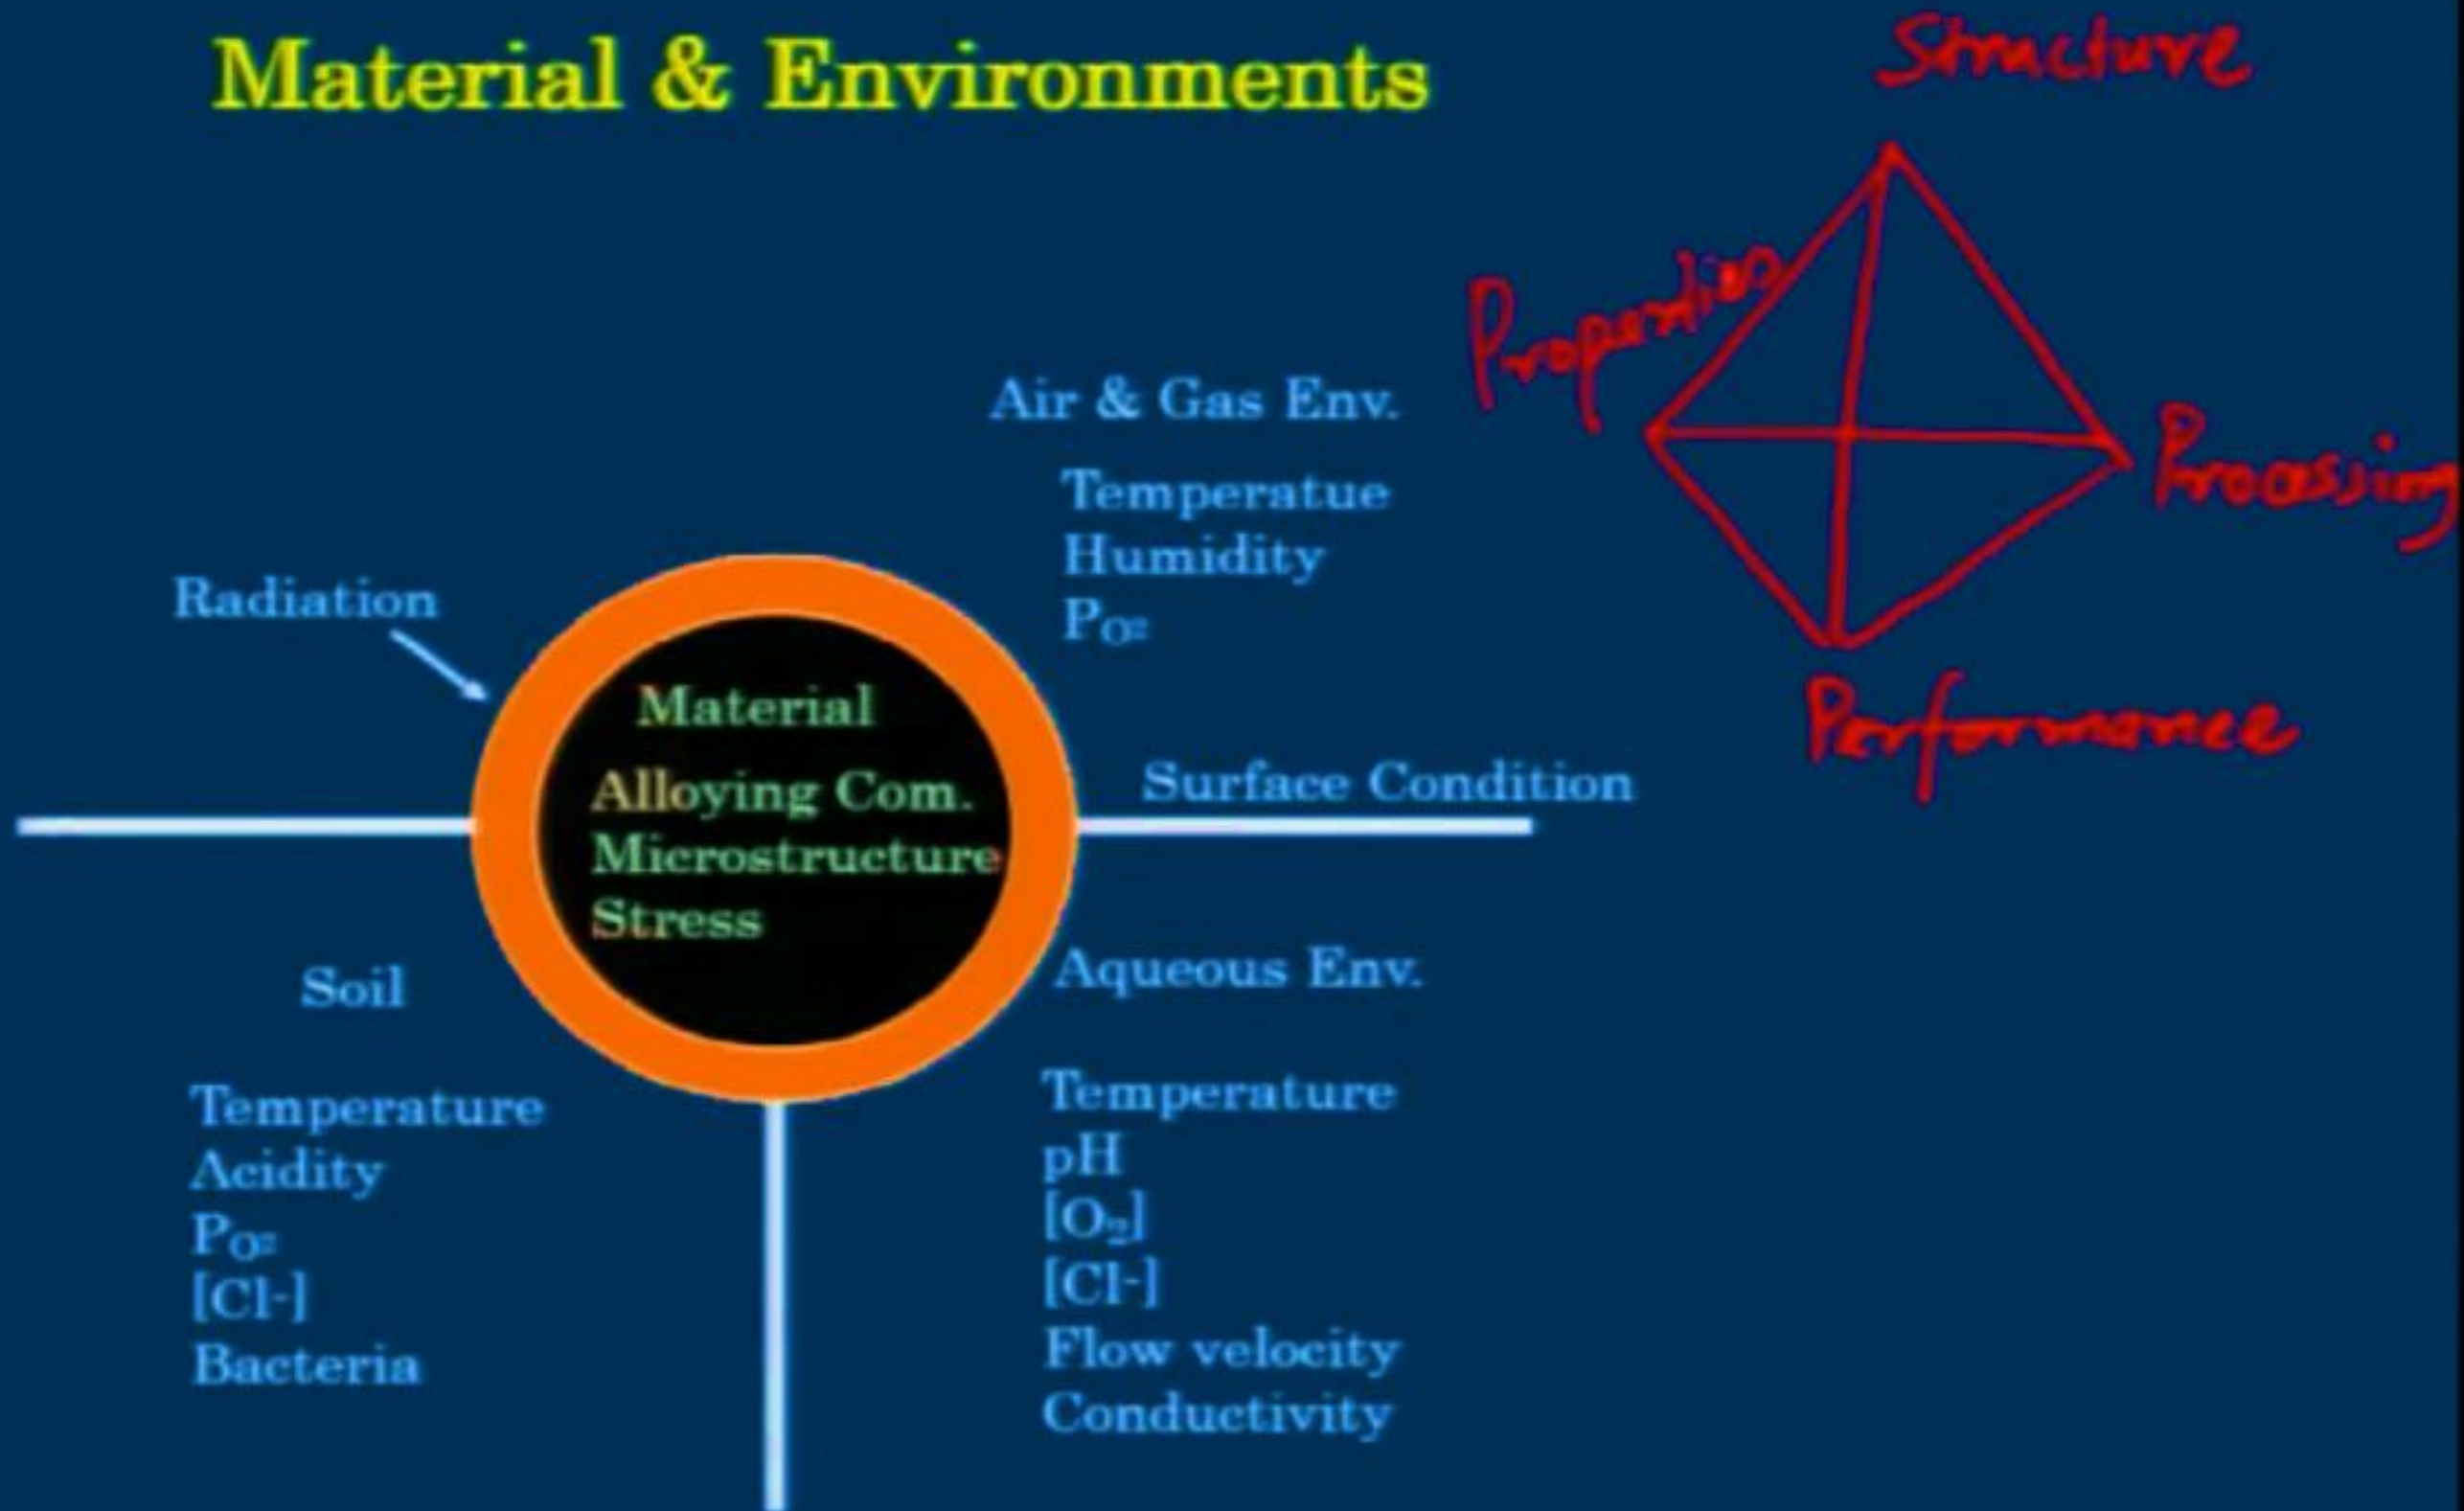 Material & Environments
Structure
Properties
Processing
Performance
Air & Gas Env.
Temperatue
Humidity
PO2
Radiation
Material
Alloying Com.
Microstructure
Stress
Surface Condition
Soil
Temperature
Acidity
PO2
[Cl-]
Bacteria
Aqueous Env.
Temperature
pH
[O2]
[Cl-]
Flow velocity
Conductivity